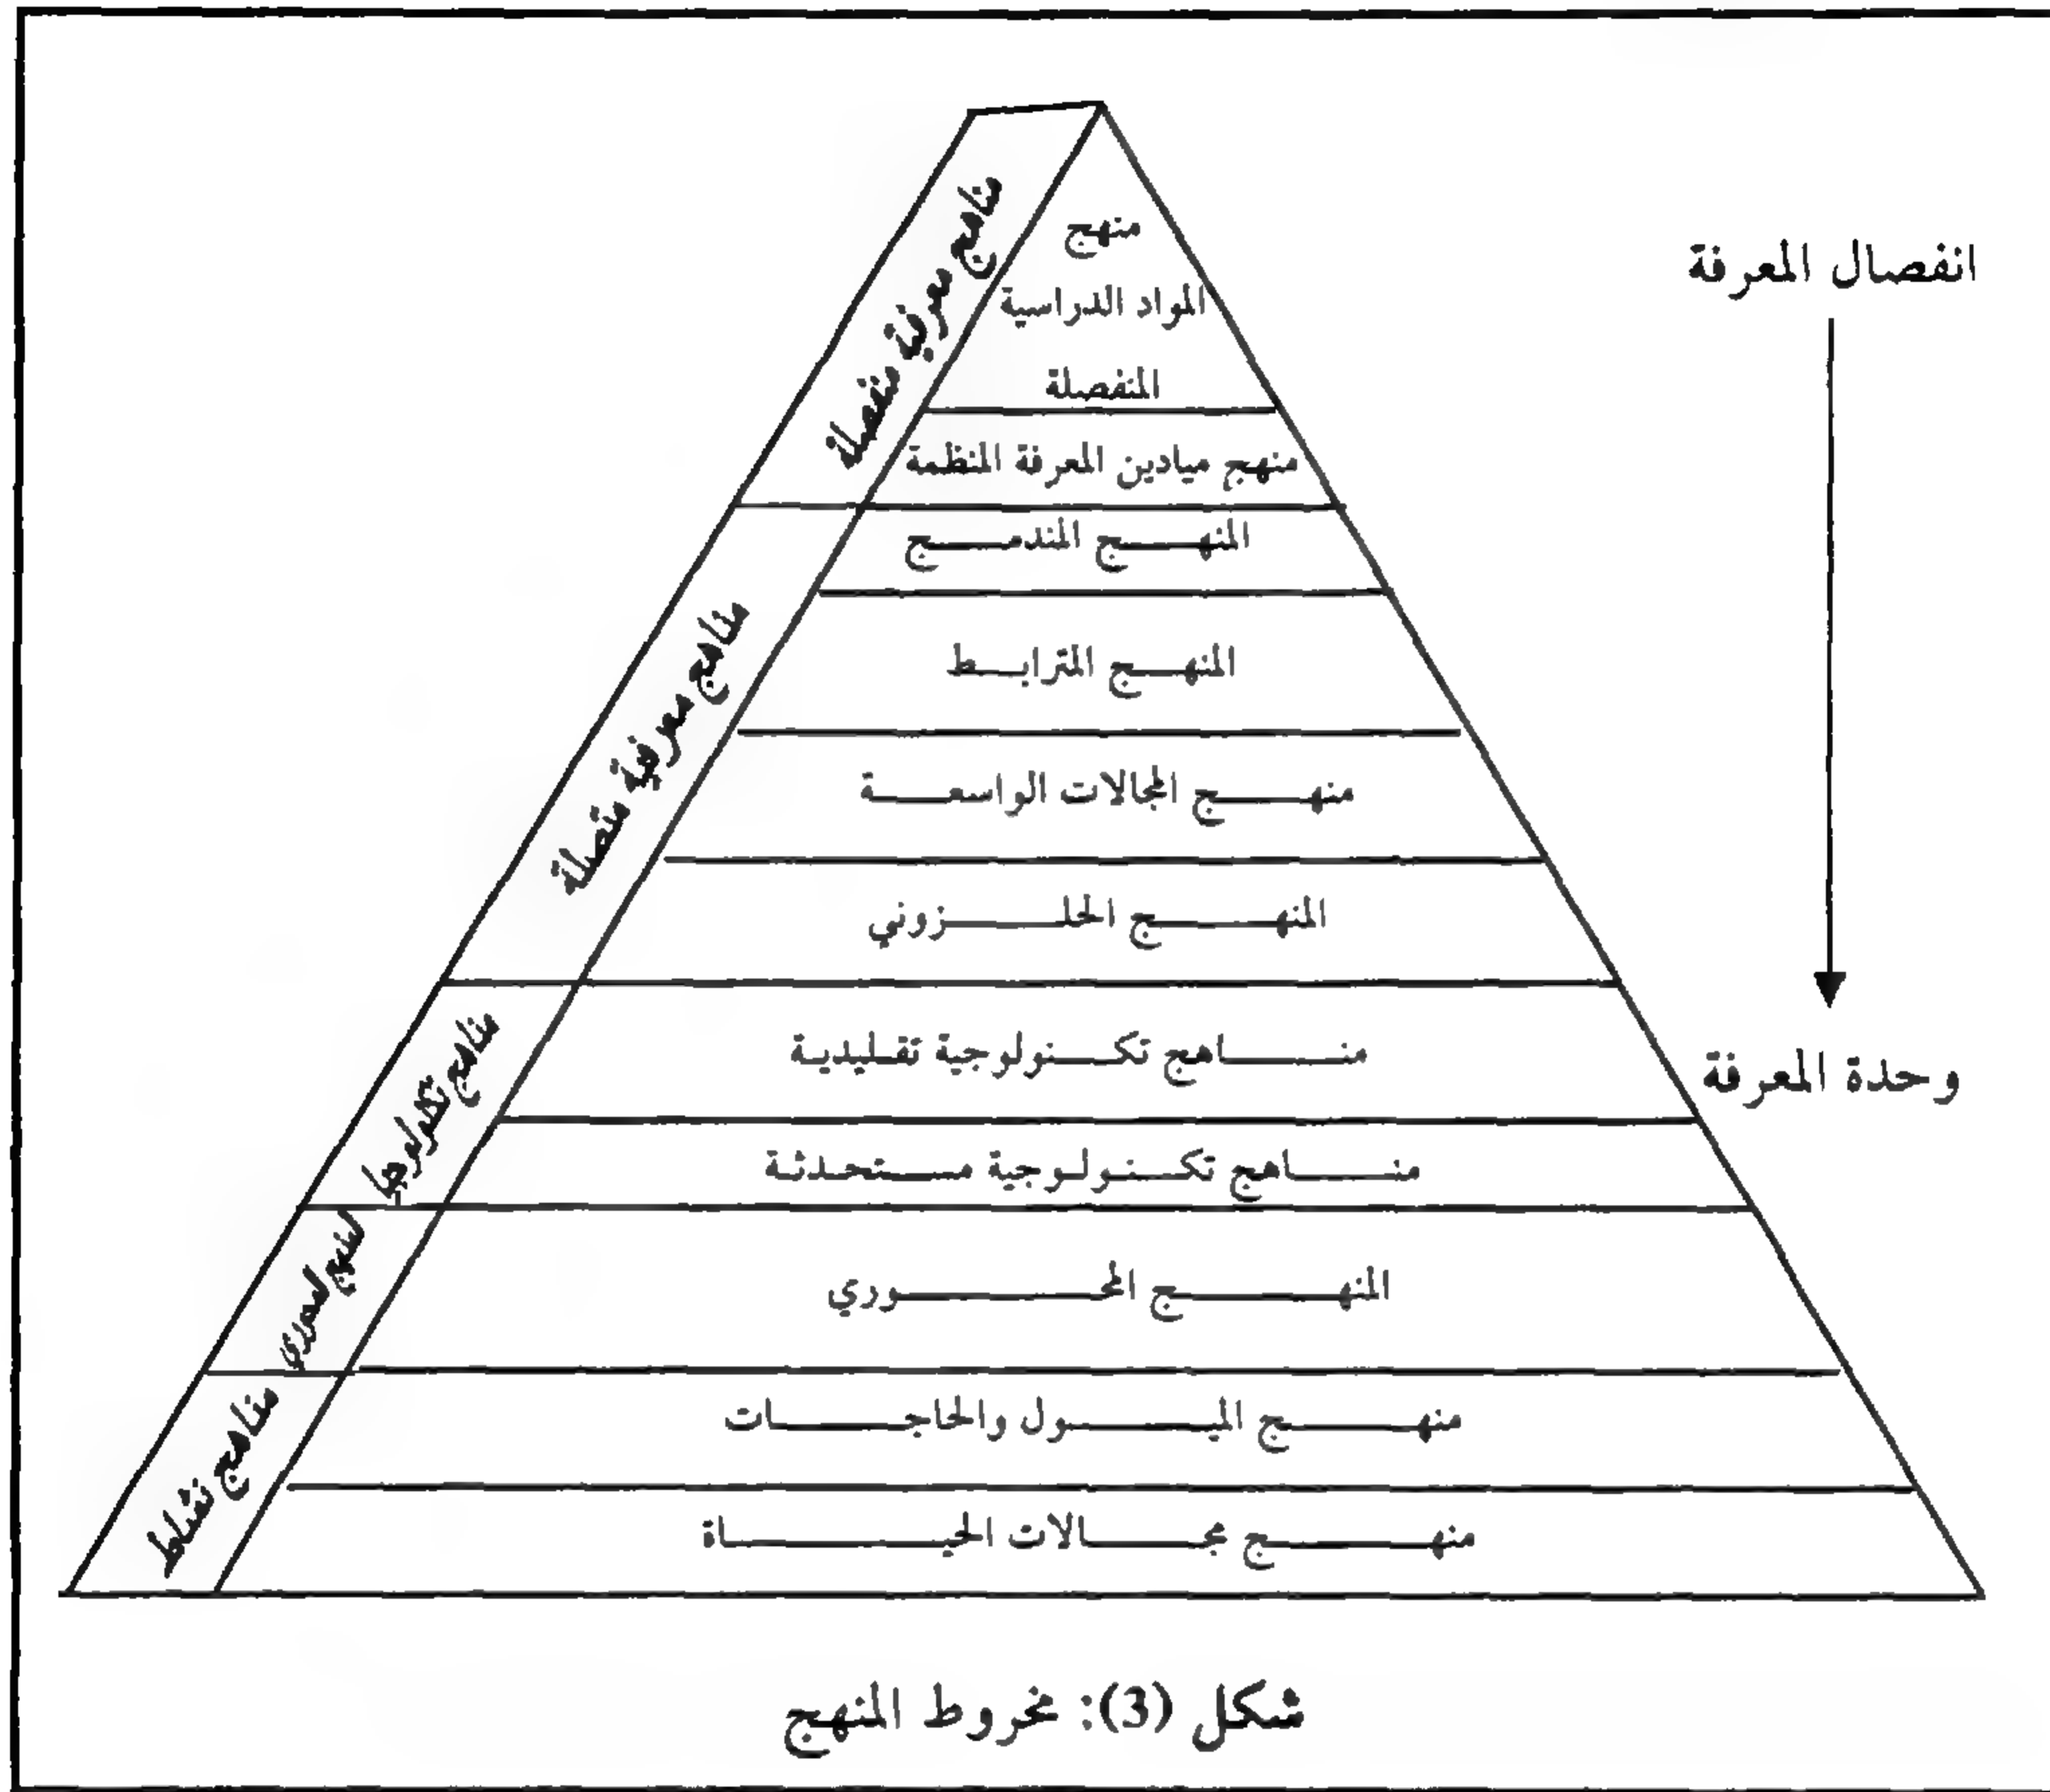 انفصال المعرفة
وحدة المعرفة
منهج
المواد الدراسية
المنفصلة
منهج ميادين المعرفة المنظمة
المنهج المندمج
المنهج المترابط
منهج المجالات الواسعة
المنهج الحلزوني
مناهج تكنولوجية تقليدية
مناهج تكنولوجية مستحدثة
المنهج المحوري
منهج الميول والحاجات
منهج مجالات الحياة
مناهج معرفية منفصلة
مناهج معرفية متصلة
مناهج تكنولوجيا
المنهج المحوري
مناهج نشاط
شكل (3): مخروط المنهج